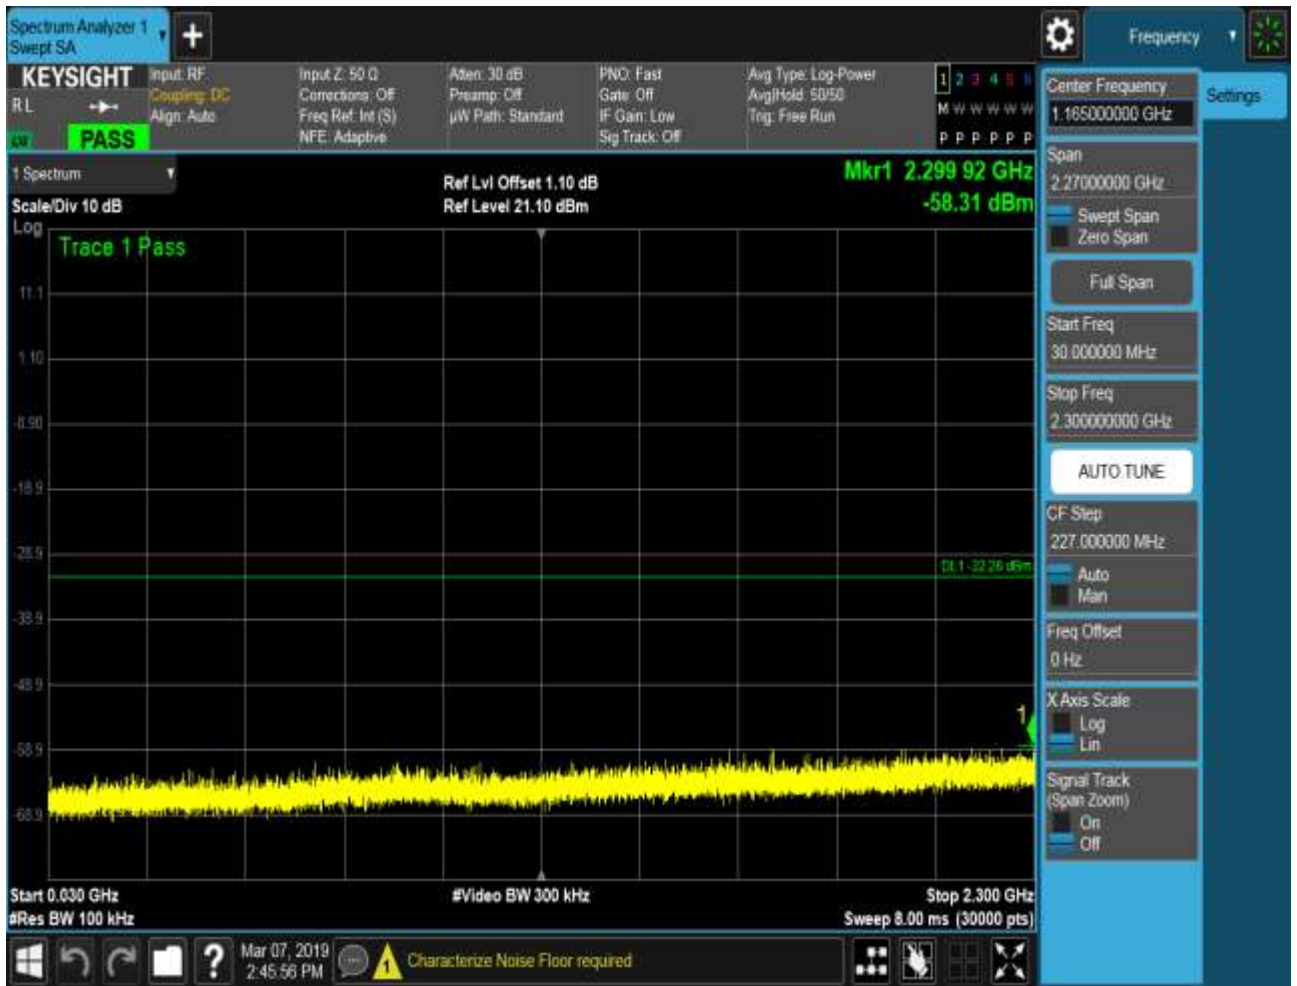 Spectrum Analyzer 1
Swept SA
Frequency
KEYSIGHT
R L
PASS
Input: RF
Coupling: DC
Align: Auto
Input Z: 50 Ω
Corrections: Off
Freq Ref: Int (S)
NFE: Adaptive
Atten: 30 dB
Preamp: Off
µW Path: Standard
PNO: Fast
Gate: Off
IF Gain: Low
Sig Track: Off
Avg Type: Log-Power
Avg|Hold: 50/50
Trig: Free Run
1 2 3 4 5 6
M W W W W W
P P P P P P
1 Spectrum
Scale/Div 10 dB
Log
Ref Lvl Offset 1.10 dB
Ref Level 21.10 dBm
Mkr1 2.299 92 GHz
-58.31 dBm
Trace 1 Pass
11.1
1.10
-8.90
-18.9
-28.9
DL1 -32.26 dBm
-38.9
-48.9
1
-58.9
-68.9
Start 0.030 GHz
#Video BW 300 kHz
Stop 2.300 GHz
#Res BW 100 kHz
Sweep 8.00 ms (30000 pts)
Center Frequency
1.165000000 GHz
Settings
Span
2.27000000 GHz
Swept Span
Zero Span
Full Span
Start Freq
30.000000 MHz
Stop Freq
2.300000000 GHz
AUTO TUNE
CF Step
227.000000 MHz
Auto
Man
Freq Offset
0 Hz
X Axis Scale
Log
Lin
Signal Track
(Span Zoom)
On
Off
?
Mar 07, 2019
2:45:56 PM
1
Characterize Noise Floor required